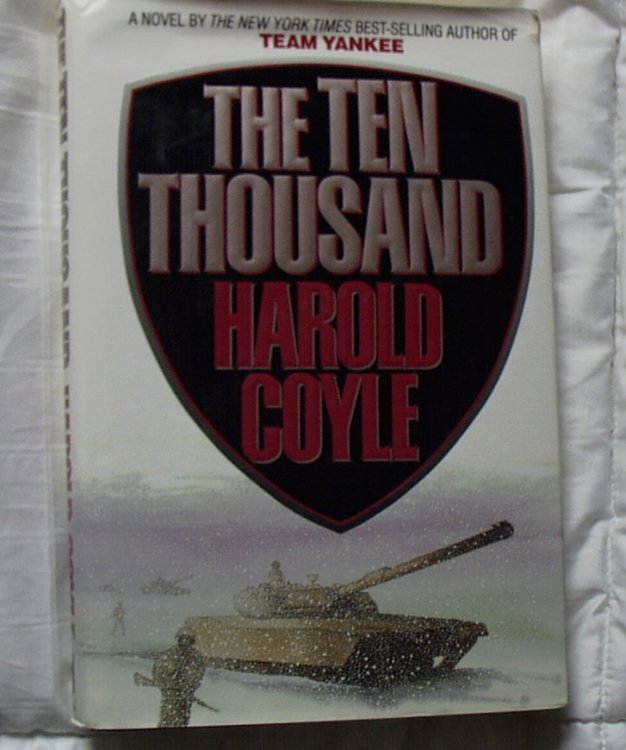 A NOVEL BY THE NEW YORK TIMES BEST-SELLING AUTHOR OF
TEAM YANKEE
THE TEN
THOUSAND
HAROLD
COYLE